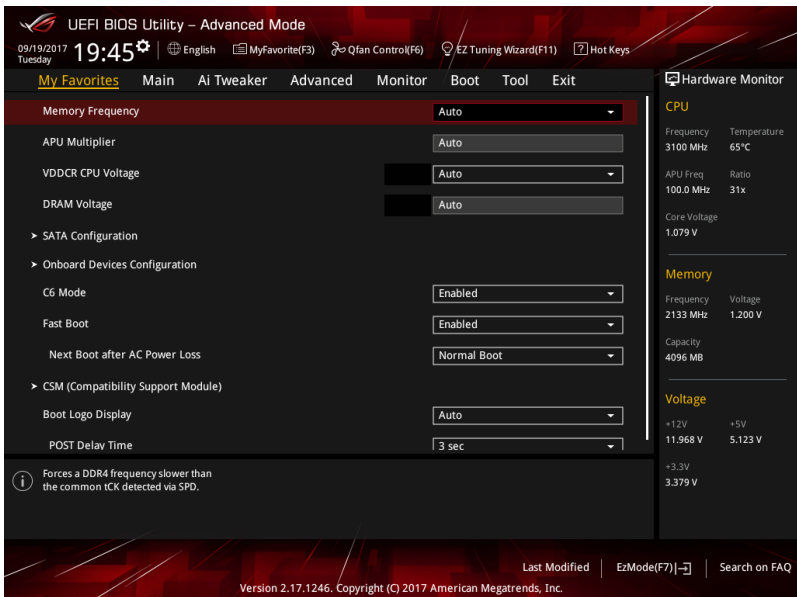 UEFI BIOS Utility – Advanced Mode
09/19/2017 Tuesday 19:45 English MyFavorite(F3) Qfan Control(F6) EZ Tuning Wizard(F11) ? Hot Keys
My Favorites Main Ai Tweaker Advanced Monitor Boot Tool Exit
Hardware Monitor
Memory Frequency Auto
APU Multiplier Auto
VDDCR CPU Voltage Auto
DRAM Voltage Auto
> SATA Configuration
> Onboard Devices Configuration
C6 Mode Enabled
Fast Boot Enabled
Next Boot after AC Power Loss Normal Boot
> CSM (Compatibility Support Module)
Boot Logo Display Auto
POST Delay Time 3 sec
CPU
Frequency Temperature
3100 MHz 65°C
APU Freq Ratio
100.0 MHz 31x
Core Voltage
1.079 V
Memory
Frequency Voltage
2133 MHz 1.200 V
Capacity
4096 MB
Voltage
+12V +5V
11.968 V 5.123 V
+3.3V
3.379 V
i
Forces a DDR4 frequency slower than
the common tCK detected via SPD.
Last Modified EzMode(F7) Search on FAQ
Version 2.17.1246. Copyright (C) 2017 American Megatrends, Inc.